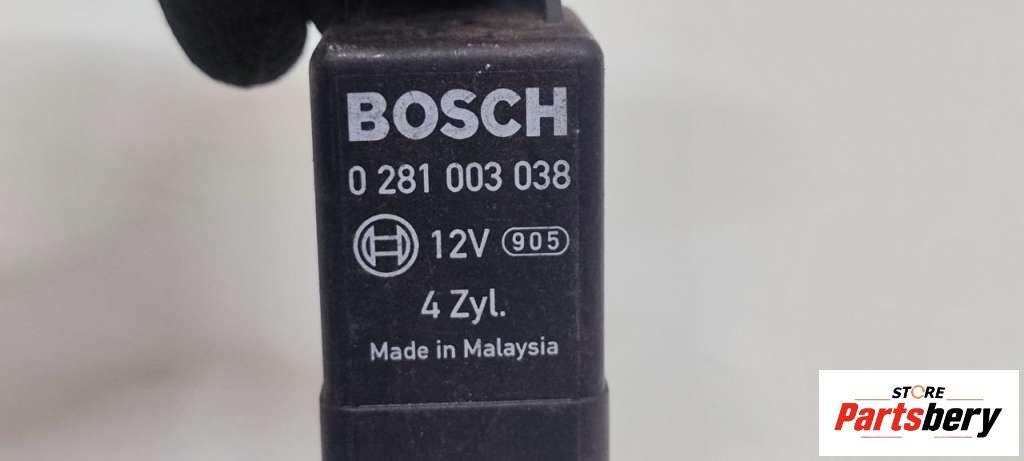 BOSCH
0 281 003 038
12V 905
4 Zyl.
Made in Malaysia
STORE
Partsbery